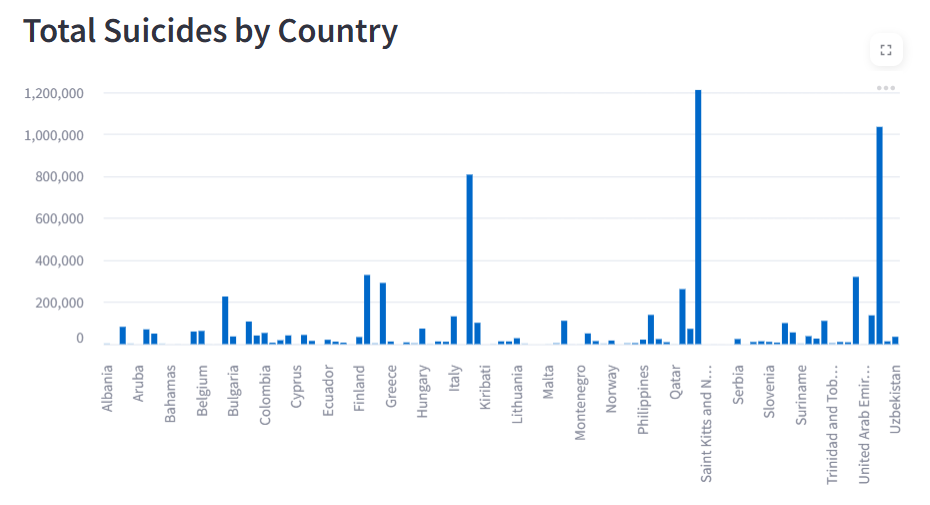 Total Suicides by Country
1,200,000
1,000,000
800,000
600,000
400,000
200,000
0
Albania
Aruba
Bahamas
Belgium
Bulgaria
Colombia
Cyprus
Ecuador
Finland
Greece
Hungary
Italy
Kiribati
Lithuania
Malta
Montenegro
Norway
Philippines
Qatar
Saint Kitts and N...
Serbia
Slovenia
Suriname
Trinidad and Tob...
United Arab Emir...
Uzbekistan